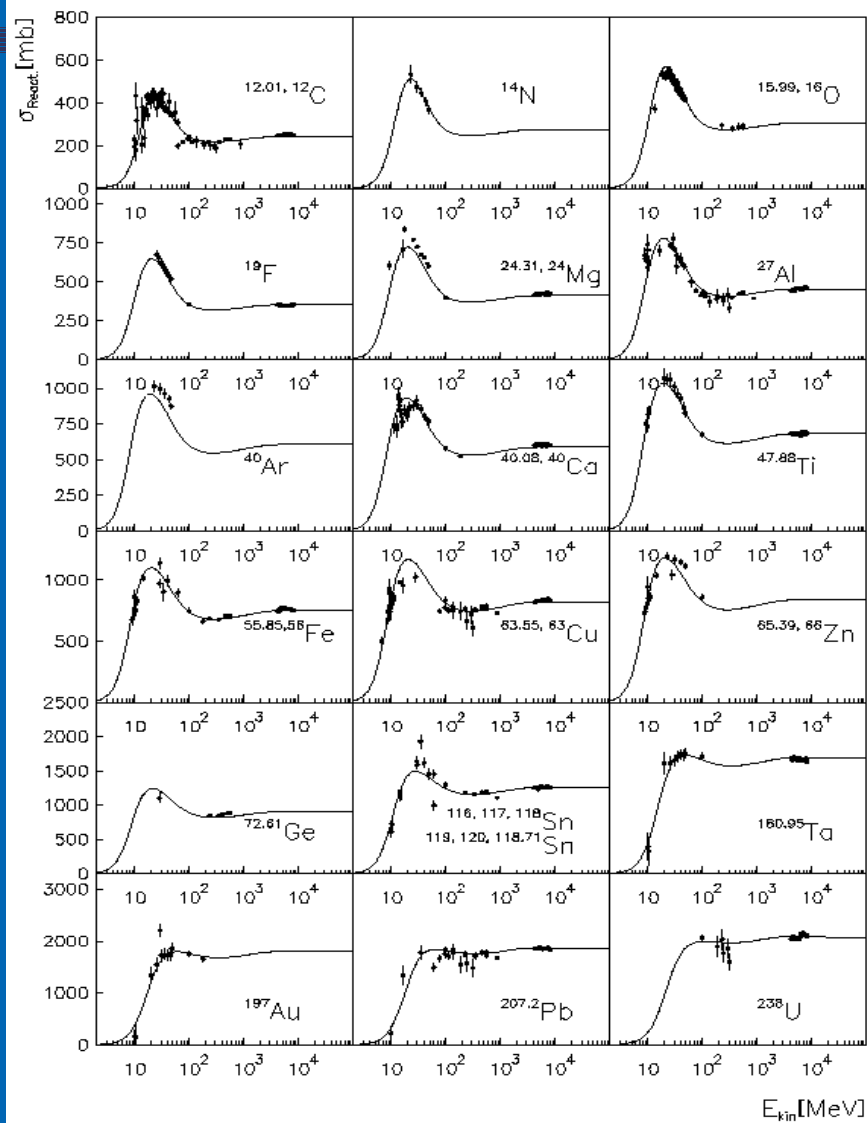 800
σReact.[mb]
600
12.01, 12C
14N
15.99, 16O
400
200
0
10 10² 10³ 10⁴ 10 10² 10³ 10⁴ 10 10² 10³ 10⁴
1000
750
19F
24.31, 24Mg
27Al
500
250
0
10 10² 10³ 10⁴ 10 10² 10³ 10⁴ 10 10² 10³ 10⁴
1000
750
500
40Ar
40.08, 40Ca
47.88Ti
250
0
10 10² 10³ 10⁴ 10 10² 10³ 10⁴ 10 10² 10³ 10⁴
1000
500
55.85,56Fe
63.55, 63Cu
65.39, 66Zn
2500
10 10² 10³ 10⁴ 10 10² 10³ 10⁴ 10 10² 10³ 10⁴
2000
1500
1000
72.61Ge
116, 117, 118Sn
119, 120, 118.71Sn
180.95Ta
500
0
10 10² 10³ 10⁴ 10 10² 10³ 10⁴ 10 10² 10³ 10⁴
3000
2000
1000
197Au
207.2Pb
238U
0
10 10² 10³ 10⁴ 10 10² 10³ 10⁴ 10 10² 10³ 10⁴
Ekin[MeV]